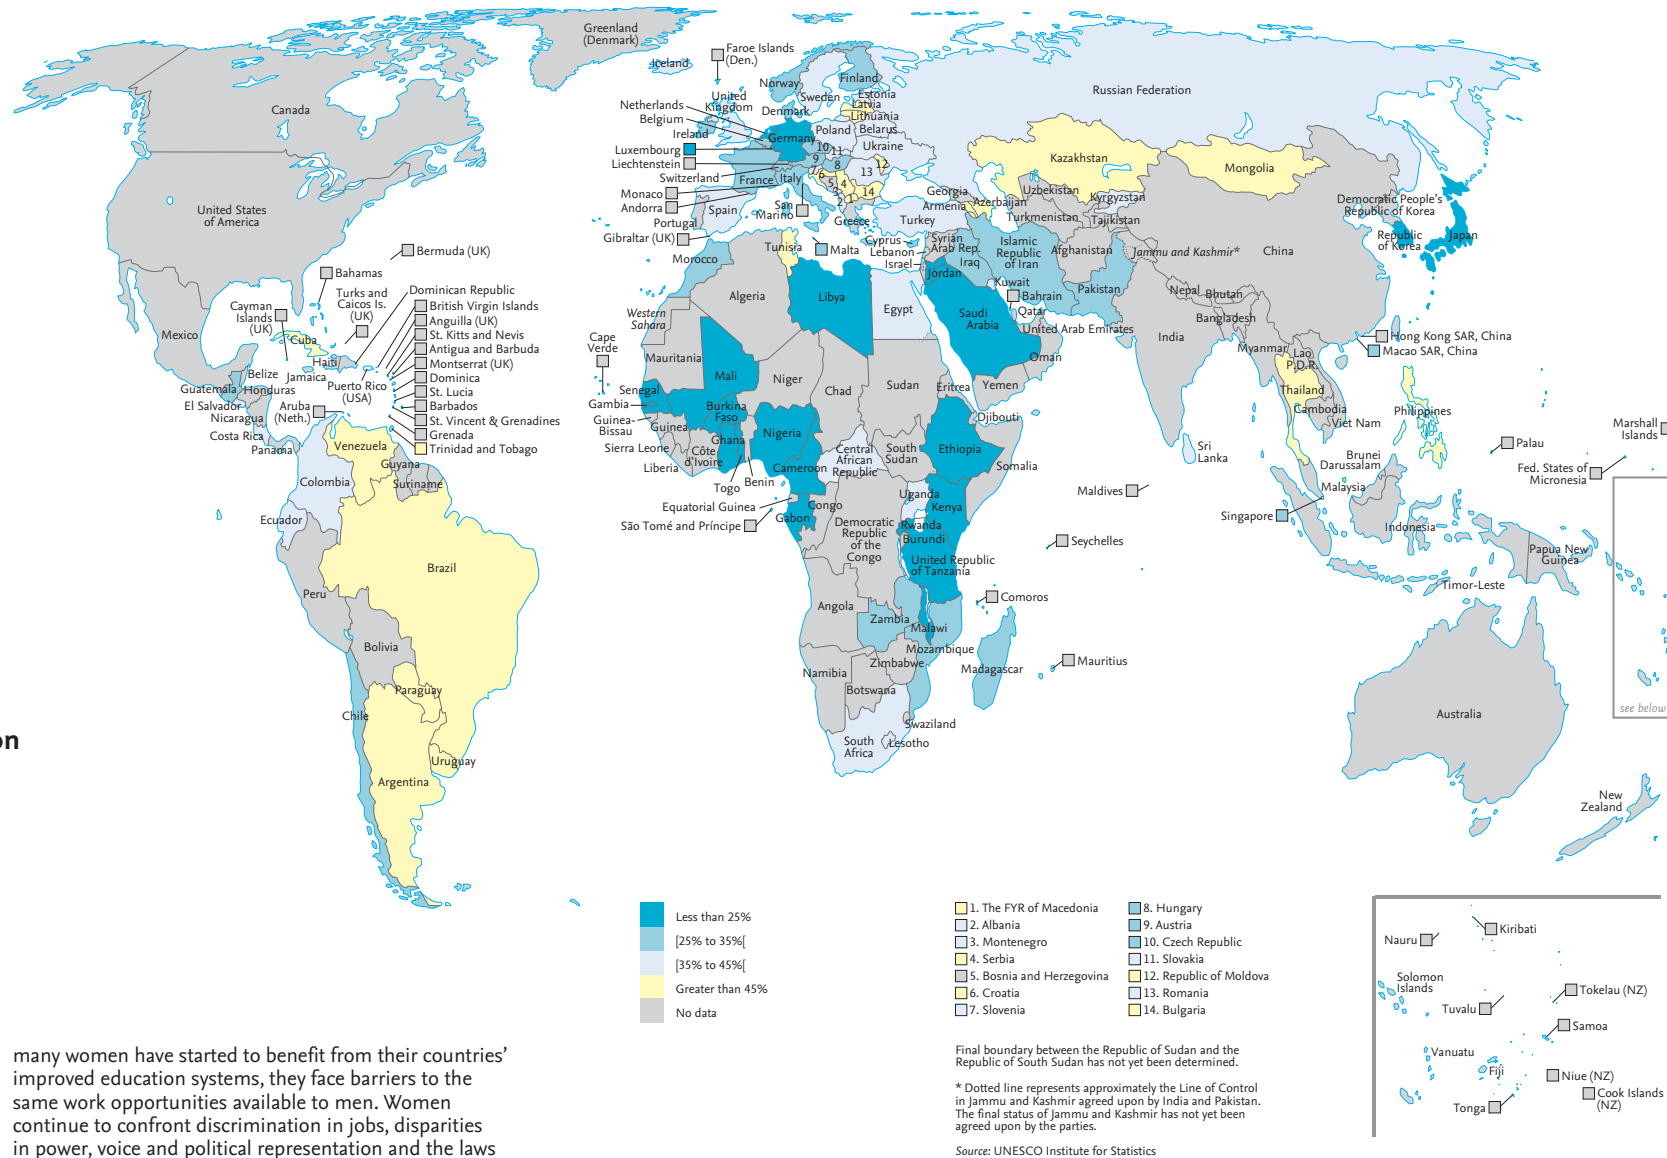 Greenland
(Denmark)
Faroe Islands
(Den.)
Iceland
Norway
Finland
Sweden
Estonia
Latvia
Lithuania
United
Kingdom
Denmark
Netherlands
Belgium
Ireland
Luxembourg
Liechtenstein
Switzerland
Monaco
Andorra
Portugal
Gibraltar (UK)
Germany
Poland
Belarus
Ukraine
France
Italy
Spain
San
Marino
Malta
Greece
10
11
9
8
7
6
5
4
3
2
1
12
13
14
Russian Federation
Kazakhstan
Mongolia
Georgia
Armenia
Azerbaijan
Turkey
Uzbekistan
Kyrgyzstan
Turkmenistan
Tajikistan
Cyprus
Lebanon
Israel
Syrian
Arab Rep.
Iraq
Jordan
Islamic
Republic
of Iran
Afghanistan
Jammu and Kashmir*
China
Democratic People's
Republic of Korea
Republic
of Korea
Japan
Kuwait
Bahrain
Qatar
Pakistan
Nepal
Bhutan
Bangladesh
United Arab Emirates
Saudi
Arabia
Oman
Yemen
India
Myanmar
Lao
P.D.R.
Thailand
Cambodia
Viet Nam
Hong Kong SAR, China
Macao SAR, China
Philippines
Palau
Marshall
Islands
Fed. States of
Micronesia
Sri
Lanka
Maldives
Brunei
Darussalam
Malaysia
Singapore
Indonesia
Papua New
Guinea
Timor-Leste
Australia
New
Zealand
see below
Canada
United States
of America
Bermuda (UK)
Bahamas
Turks and
Caicos Is.
(UK)
Cayman
Islands
(UK)
Mexico
Cuba
Haiti
Belize
Jamaica
Guatemala
Honduras
El Salvador
Nicaragua
Costa Rica
Panama
Puerto Rico
(USA)
Aruba
(Neth.)
Dominican Republic
British Virgin Islands
Anguilla (UK)
St. Kitts and Nevis
Antigua and Barbuda
Montserrat (UK)
Dominica
St. Lucia
Barbados
St. Vincent & Grenadines
Grenada
Trinidad and Tobago
Venezuela
Guyana
Suriname
Colombia
Ecuador
Peru
Brazil
Bolivia
Paraguay
Chile
Uruguay
Argentina
on
Morocco
Tunisia
Algeria
Libya
Egypt
Western
Sahara
Cape
Verde
Mauritania
Mali
Niger
Chad
Sudan
Eritrea
Djibouti
Senegal
Gambia
Guinea-
Bissau
Guinea
Sierra Leone
Liberia
Côte
d'Ivoire
Burkina
Faso
Ghana
Togo
Benin
Nigeria
Cameroon
Central
African
Republic
South
Sudan
Ethiopia
Somalia
Equatorial Guinea
São Tomé and Príncipe
Gabon
Congo
Democratic
Republic
of the
Congo
Uganda
Kenya
Rwanda
Burundi
United Republic
of Tanzania
Seychelles
Comoros
Angola
Zambia
Malawi
Mozambique
Zimbabwe
Namibia
Botswana
Madagascar
Mauritius
Swaziland
Lesotho
South
Africa
Less than 25%
[25% to 35%[
[35% to 45%[
Greater than 45%
No data
1. The FYR of Macedonia
2. Albania
3. Montenegro
4. Serbia
5. Bosnia and Herzegovina
6. Croatia
7. Slovenia
8. Hungary
9. Austria
10. Czech Republic
11. Slovakia
12. Republic of Moldova
13. Romania
14. Bulgaria
Final boundary between the Republic of Sudan and the
Republic of South Sudan has not yet been determined.
* Dotted line represents approximately the Line of Control
in Jammu and Kashmir agreed upon by India and Pakistan.
The final status of Jammu and Kashmir has not yet been
agreed upon by the parties.
Source: UNESCO Institute for Statistics
Nauru
Kiribati
Solomon
Islands
Tuvalu
Tokelau (NZ)
Samoa
Vanuatu
Fiji
Niue (NZ)
Cook Islands
(NZ)
Tonga
many women have started to benefit from their countries'
improved education systems, they face barriers to the
same work opportunities available to men. Women
continue to confront discrimination in jobs, disparities
in power, voice and political representation and the laws